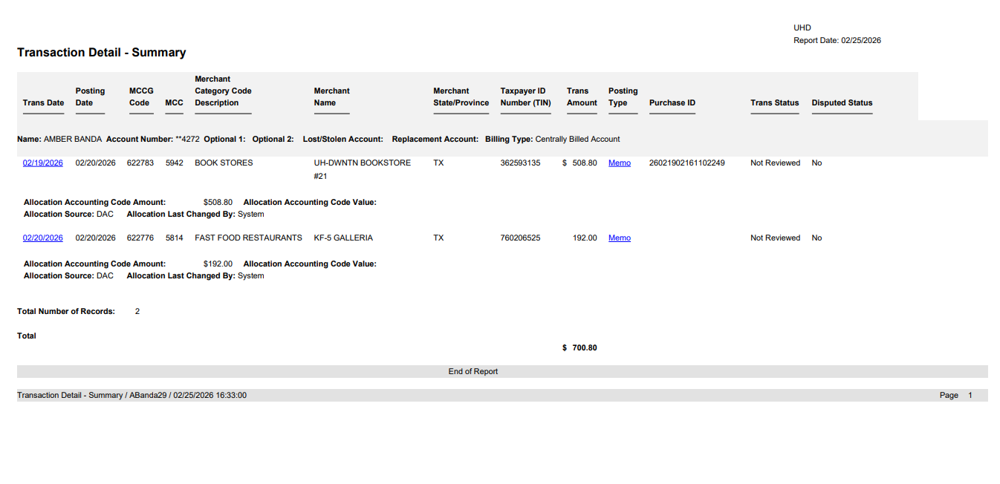 UHD
Report Date: 02/25/2026
Transaction Detail - Summary
Trans Date Posting Date MCCG Code MCC Merchant Category Code Description Merchant Name Merchant State/Province Taxpayer ID Number (TIN) Trans Amount Posting Type Purchase ID Trans Status Disputed Status
Name: AMBER BANDA Account Number: **4272 Optional 1: Optional 2: Lost/Stolen Account: Replacement Account: Billing Type: Centrally Billed Account
02/19/2026 02/20/2026 622783 5942 BOOK STORES UH-DWNTN BOOKSTORE #21 TX 362593135 $ 508.80 Memo 26021902161102249 Not Reviewed No
Allocation Accounting Code Amount: $508.80 Allocation Accounting Code Value:
Allocation Source: DAC Allocation Last Changed By: System
02/20/2026 02/20/2026 622776 5814 FAST FOOD RESTAURANTS KF-5 GALLERIA TX 760206525 192.00 Memo Not Reviewed No
Allocation Accounting Code Amount: $192.00 Allocation Accounting Code Value:
Allocation Source: DAC Allocation Last Changed By: System
Total Number of Records: 2
Total
$ 700.80
End of Report
Transaction Detail - Summary / ABanda29 / 02/25/2026 16:33:00 Page 1